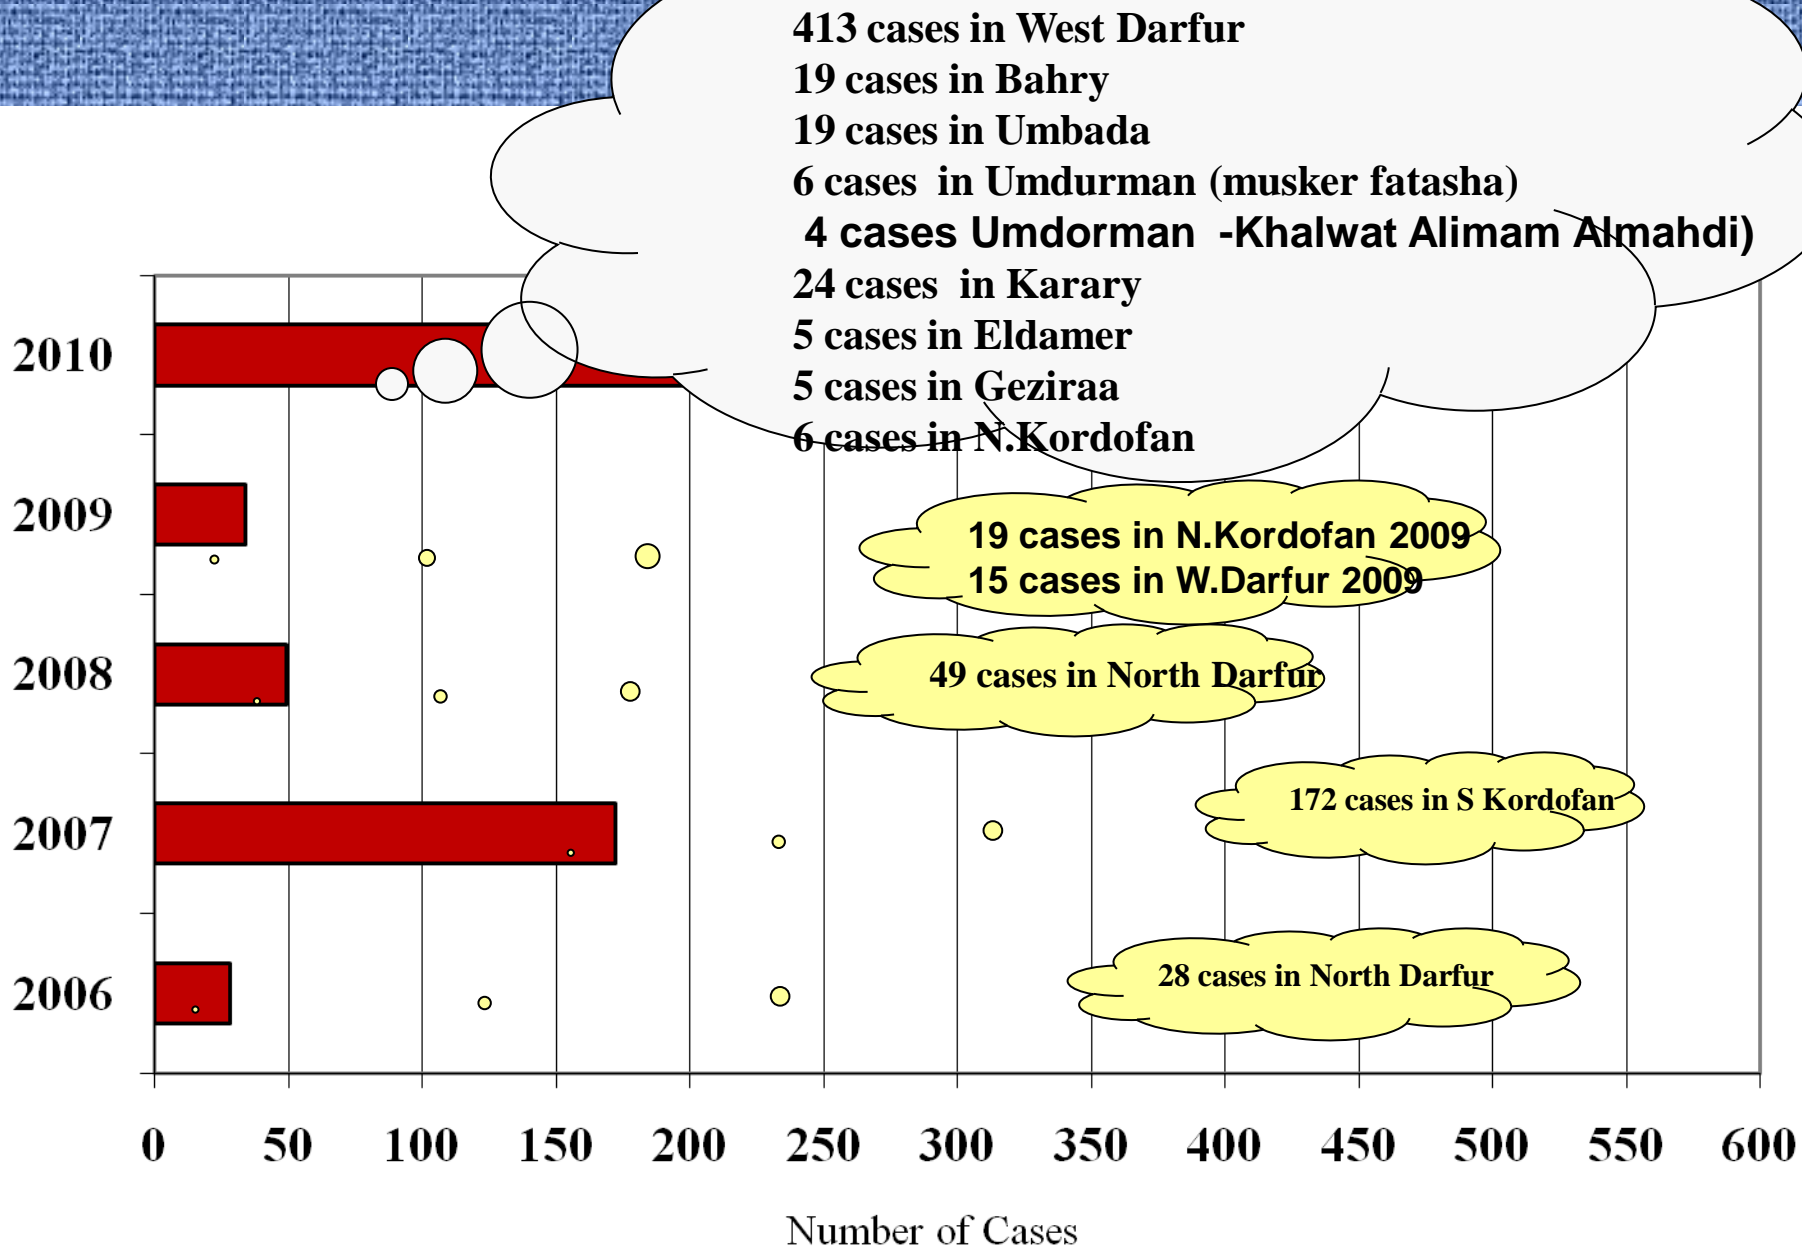 413 cases in West Darfur
19 cases in Bahry
19 cases in Umbada
6 cases in Umdurman (musker fatasha)
4 cases Umdorman -Khalwat Alimam Almahdi)
24 cases in Karary
5 cases in Eldamer
5 cases in Geziraa
6 cases in N.Kordofan
2010
2009
19 cases in N.Kordofan 2009
15 cases in W.Darfur 2009
2008
49 cases in North Darfur
2007
172 cases in S Kordofan
2006
28 cases in North Darfur
0 50 100 150 200 250 300 350 400 450 500 550 600
Number of Cases